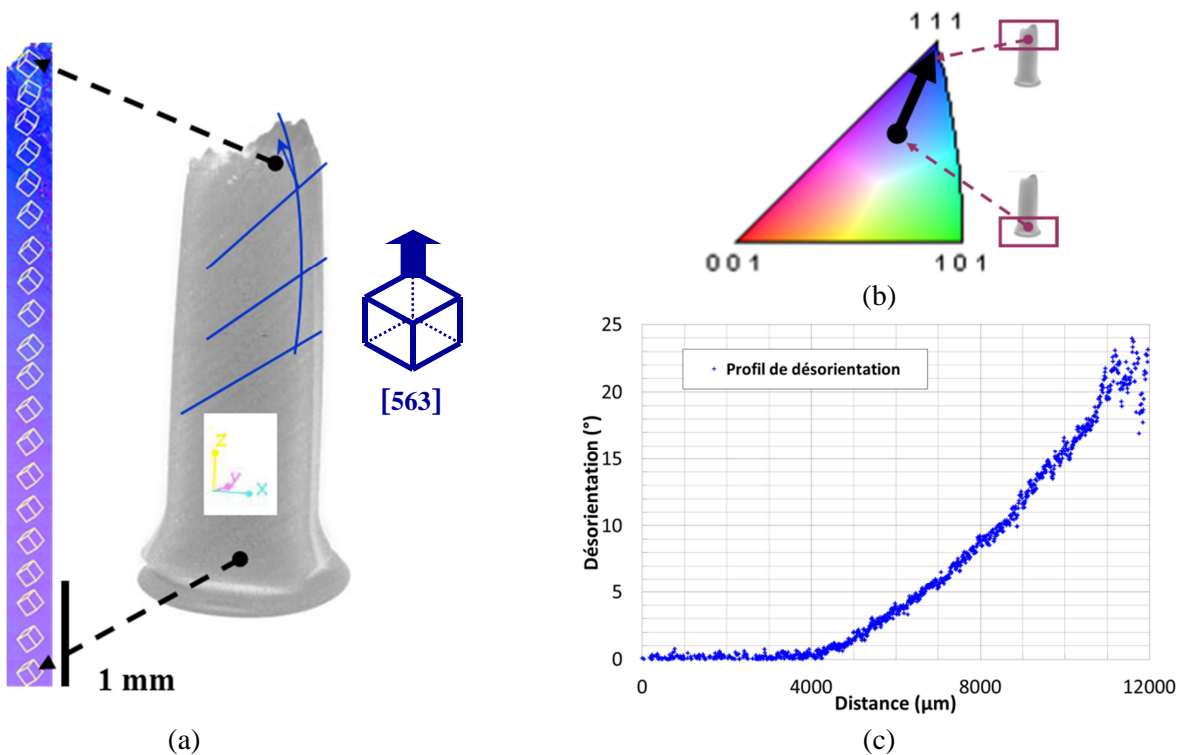 1 1 1
0 0 1
1 0 1
(b)
Z
Y
X
[563]
1 mm
(a)
25
20
15
10
5
0
Profil de désorientation
Désorientation (°)
0
4000
8000
12000
Distance (µm)
(c)